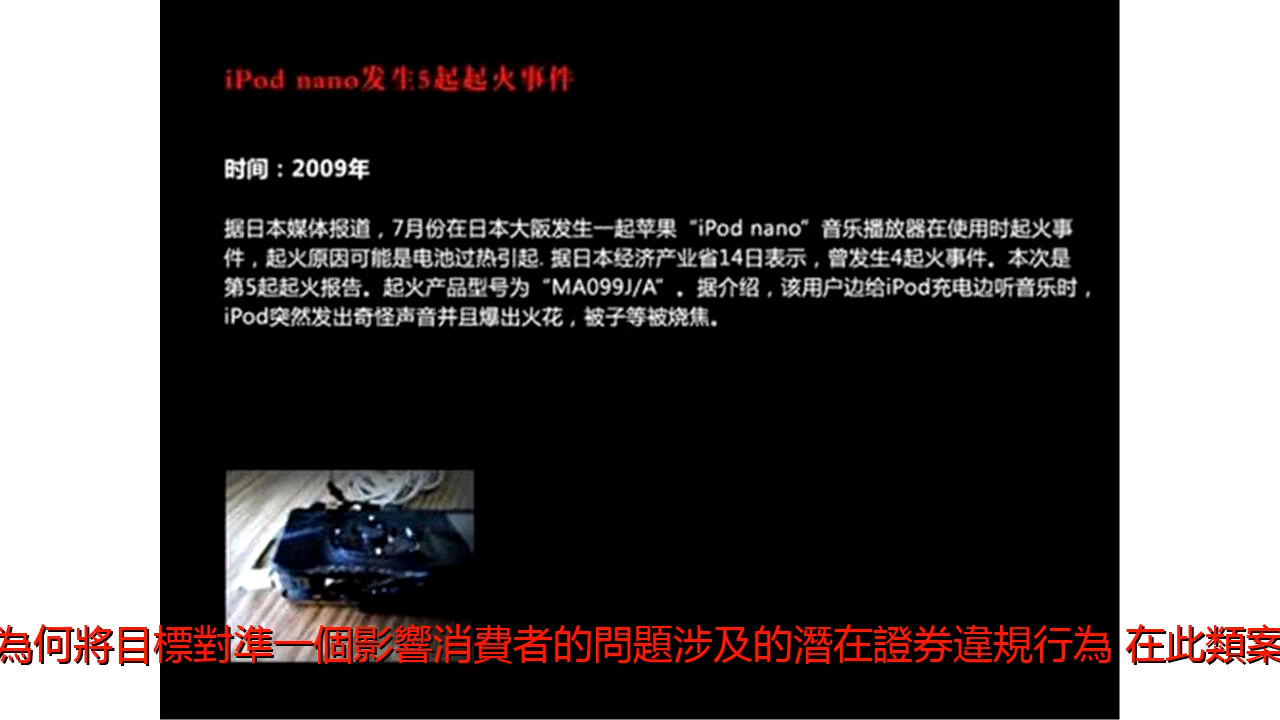 iPod nano发生5起起火事件
时间：2009年
据日本媒体报道，7月份在日本大阪发生一起苹果“iPod nano”音乐播放器在使用时起火事
件，起火原因可能是电池过热引起. 据日本经济产业省14日表示，曾发生4起火事件。本次是
第5起起火报告。起火产品型号为“MA099J/A”。据介绍，该用户边给iPod充电边听音乐时，
iPod突然发出奇怪声音并且爆出火花，被子等被烧焦。
為何將目標對準一個影響消費者的問題涉及的潛在證券違規行為 在此類案